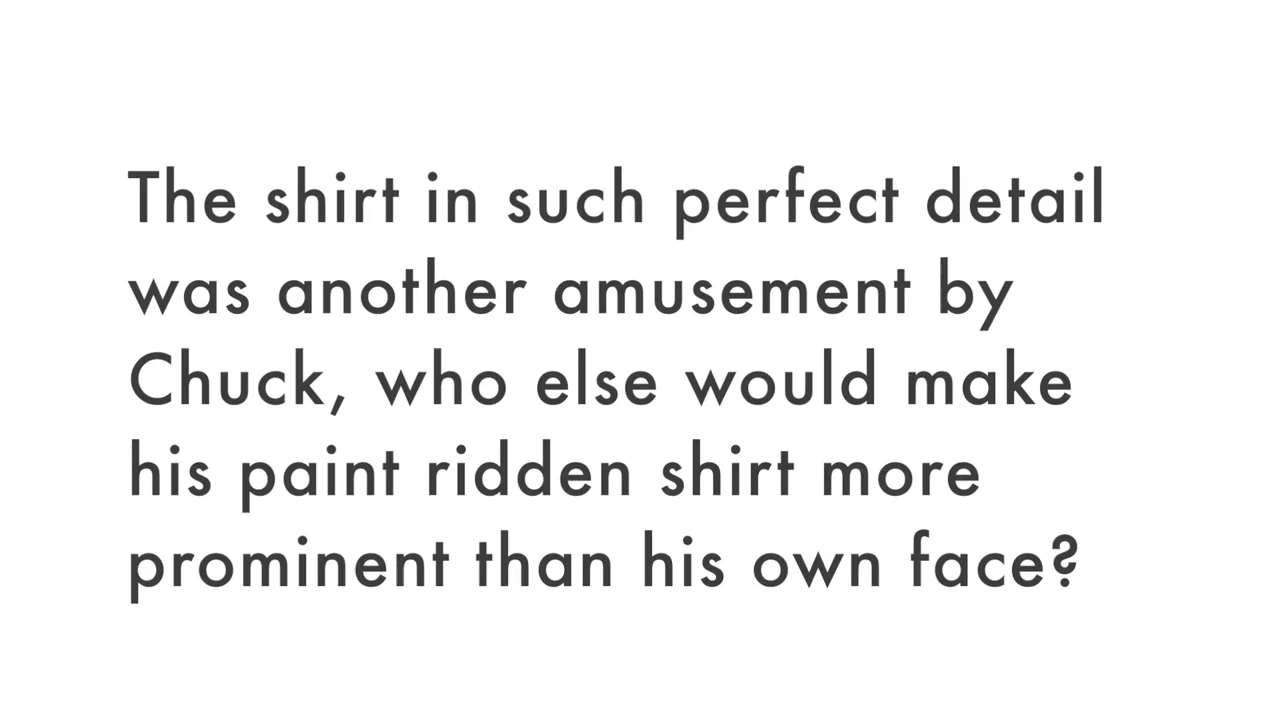 The shirt in such perfect detail
was another amusement by
Chuck, who else would make
his paint ridden shirt more
prominent than his own face?